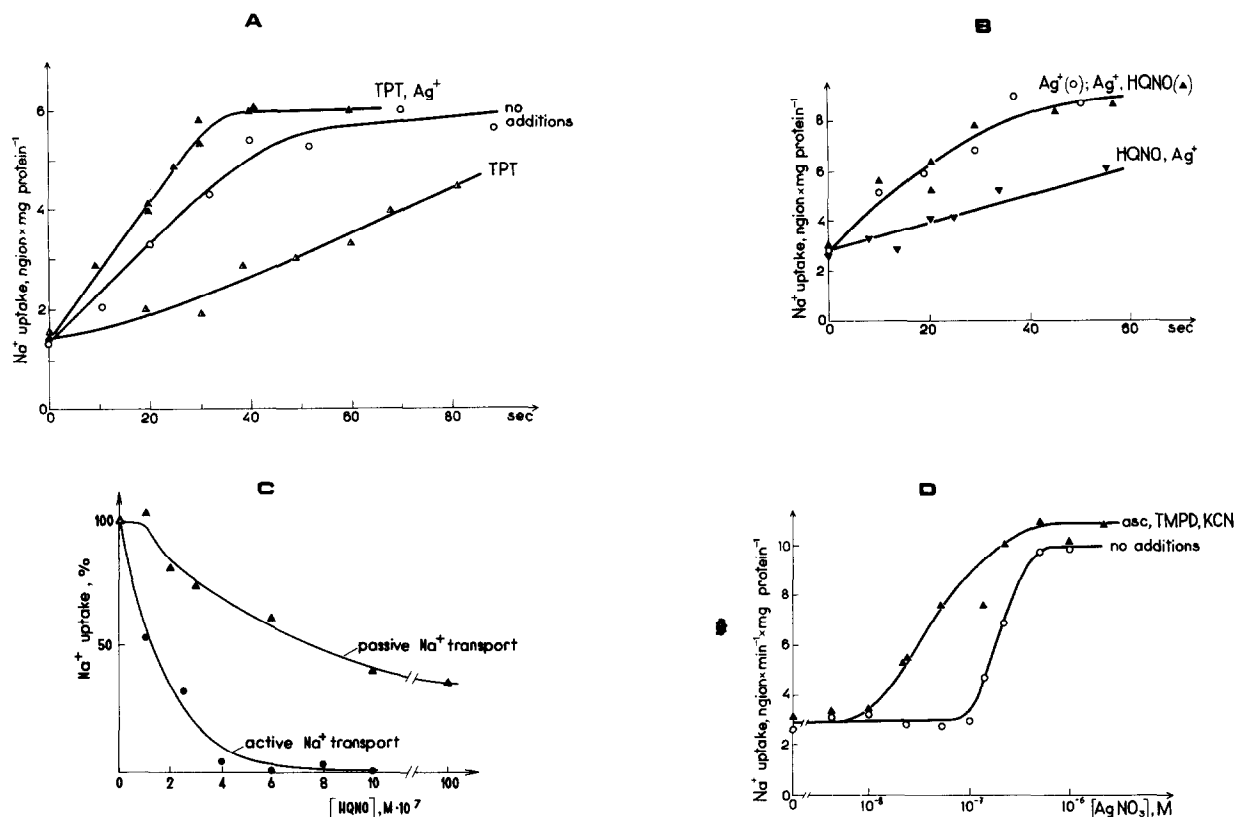 A
Na⁺ uptake, ngion×mg protein⁻¹
6
4
2
0
0 20 40 60 80 sec
TPT, Ag⁺
no
additions
TPT
B
Na⁺ uptake, ngion×mg protein⁻¹
8
6
4
2
0
0 20 40 60 sec
Ag⁺(○); Ag⁺, HQNO(▲)
HQNO, Ag⁺
C
Na⁺ uptake, %
100
50
0 2 4 6 8 10 100
[HQNO], M·10⁷
passive Na⁺ transport
active Na⁺ transport
D
Na⁺ uptake, ngion×min⁻¹×mg protein⁻¹
10
8
6
4
2
0
0 10⁻⁸ 10⁻⁷ 10⁻⁶ [AgNO₃], M
asc, TMPD, KCN
no additions